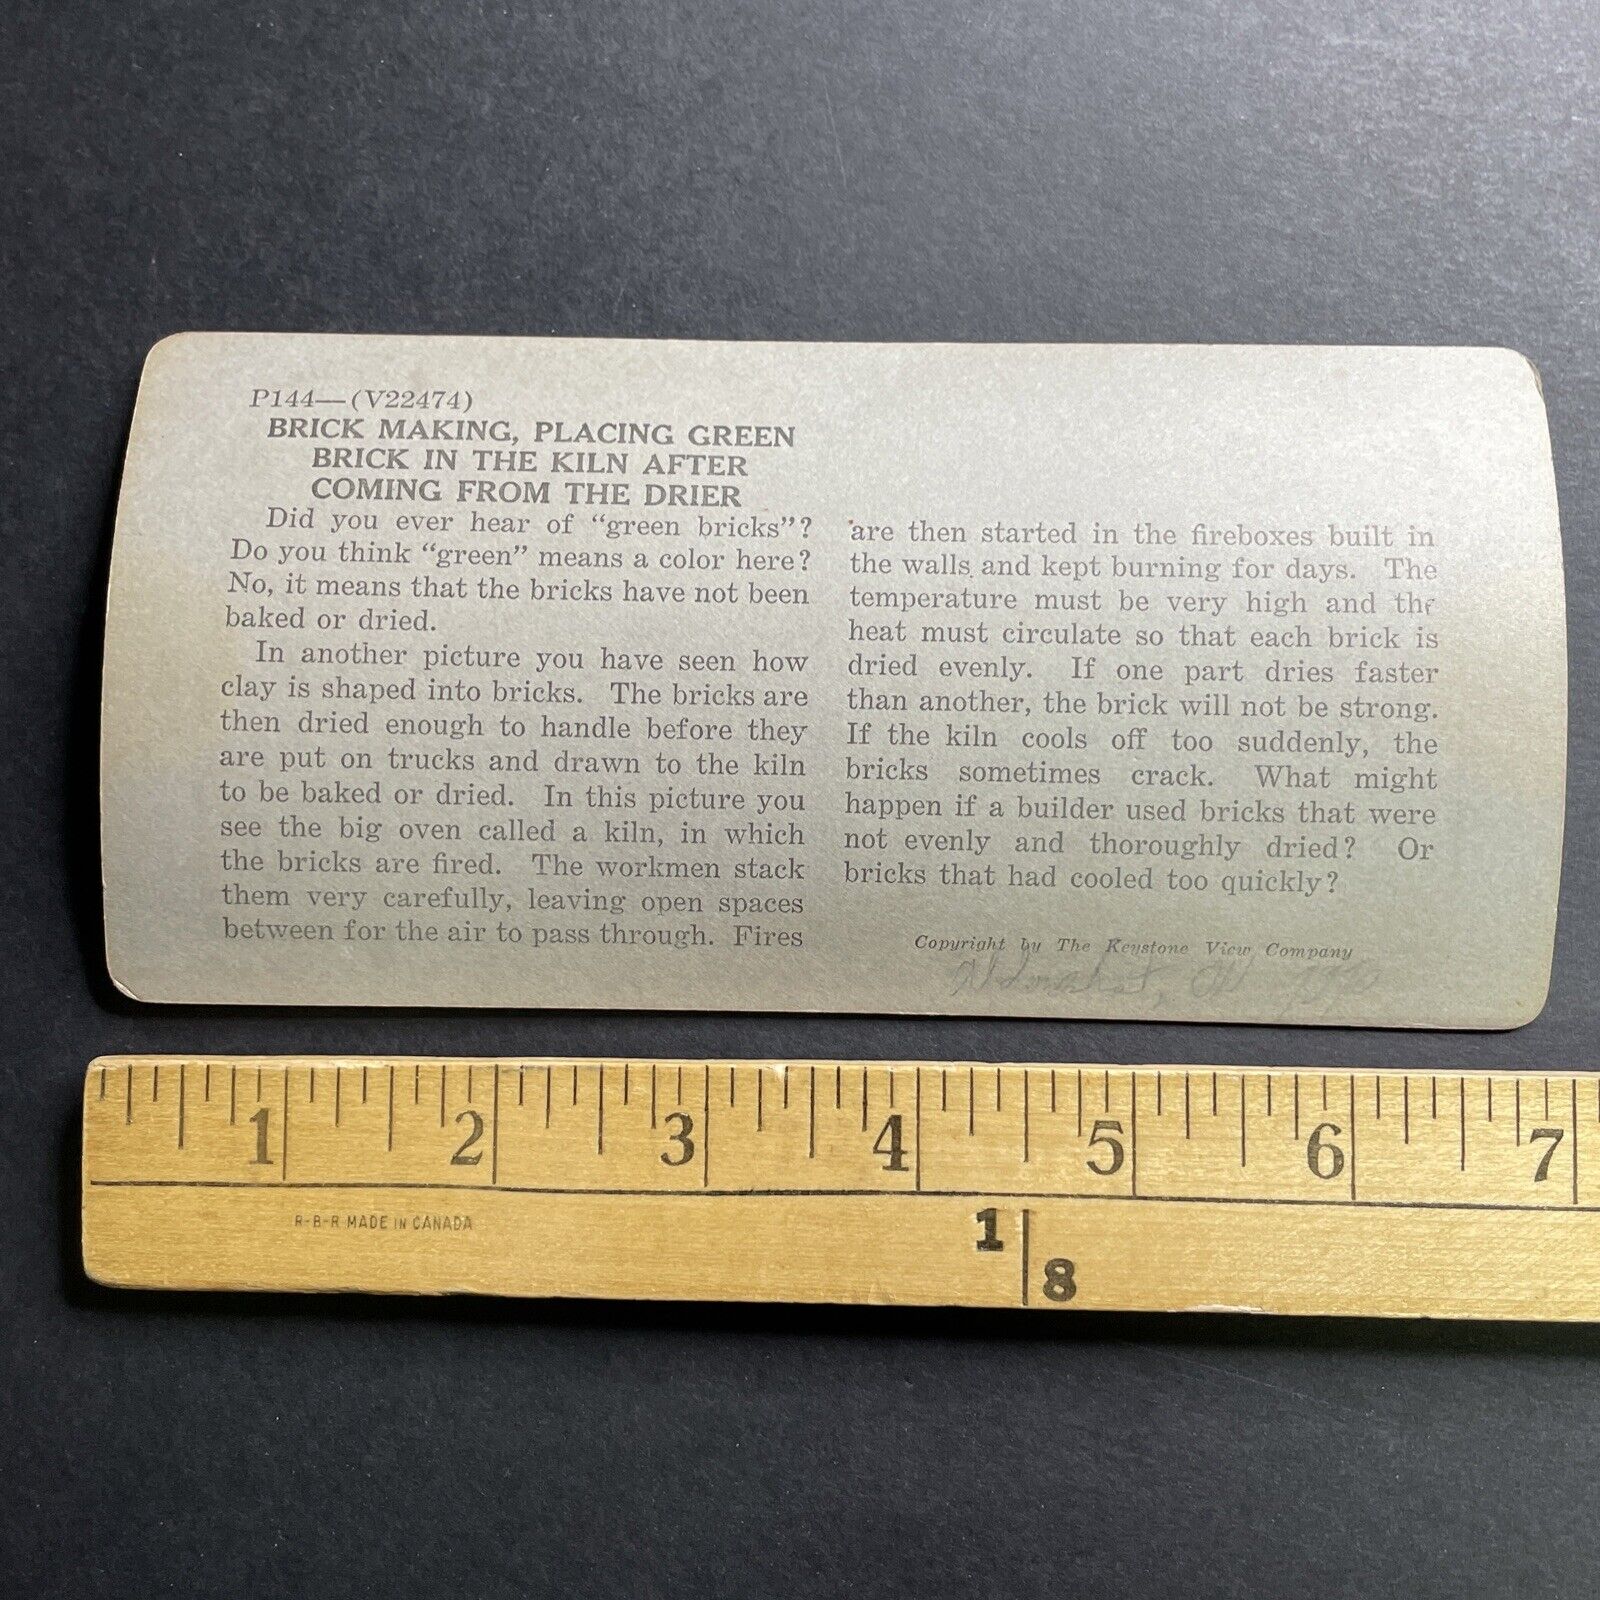 P144—(V22474)
BRICK MAKING, PLACING GREEN
BRICK IN THE KILN AFTER
COMING FROM THE DRIER
Did you ever hear of “green bricks”?
Do you think “green” means a color here?
No, it means that the bricks have not been
baked or dried.
In another picture you have seen how
clay is shaped into bricks. The bricks are
then dried enough to handle before they
are put on trucks and drawn to the kiln
to be baked or dried. In this picture you
see the big oven called a kiln, in which
the bricks are fired. The workmen stack
them very carefully, leaving open spaces
between for the air to pass through. Fires
are then started in the fireboxes built in
the walls and kept burning for days. The
temperature must be very high and the
heat must circulate so that each brick is
dried evenly. If one part dries faster
than another, the brick will not be strong.
If the kiln cools off too suddenly, the
bricks sometimes crack. What might
happen if a builder used bricks that were
not evenly and thoroughly dried? Or
bricks that had cooled too quickly?
Copyright by The Keystone View Company
1 2 3 4 5 6 7
R-B-R MADE IN CANADA
1
8